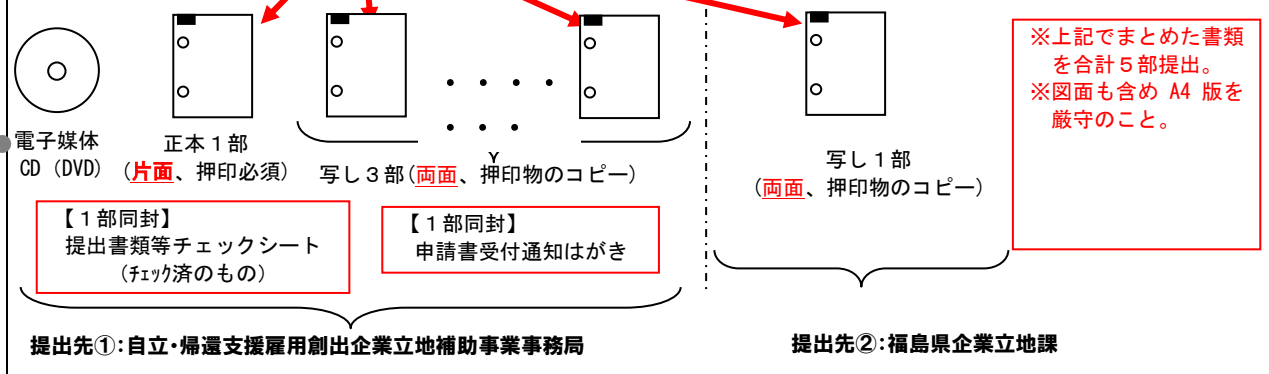 ※上記でまとめた書類
を合計５部提出。
※図面も含め A4 版を
厳守のこと。
電子媒体
CD（DVD）
正本１部
（片面、押印必須）
写し３部（両面、押印物のコピー）
写し１部
（両面、押印物のコピー）
【１部同封】
提出書類等チェックシート
（ﾁｪｯｸ済のもの）
【１部同封】
申請書受付通知はがき
提出先①：自立・帰還支援雇用創出企業立地補助事業事務局
提出先②：福島県企業立地課